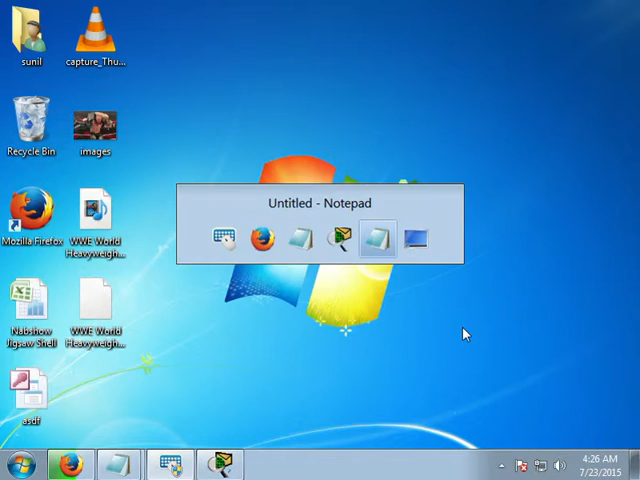 sunil
capture_Thu...
Recycle Bin
images
Untitled - Notepad
Mozilla Firefox
WWE World
Heavyweigh...
Nabshow
Jigsaw Shell
WWE World
Heavyweigh...
asdf
4:26 AM
7/23/2015